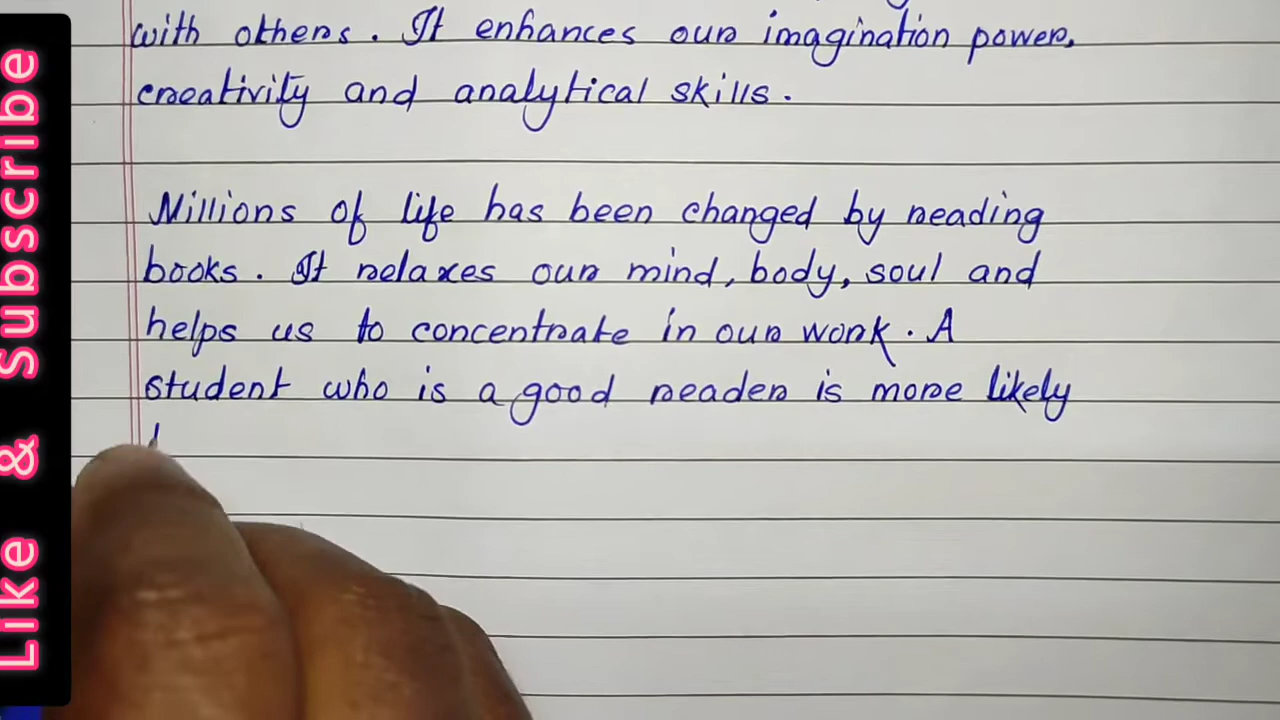 with others. It enhances our imagination power,
creativity and analytical skills.
Millions of life has been changed by reading
books. It relaxes our mind, body, soul and
helps us to concentrate in our work. A
student who is a good reader is more likely
Like & Subscribe